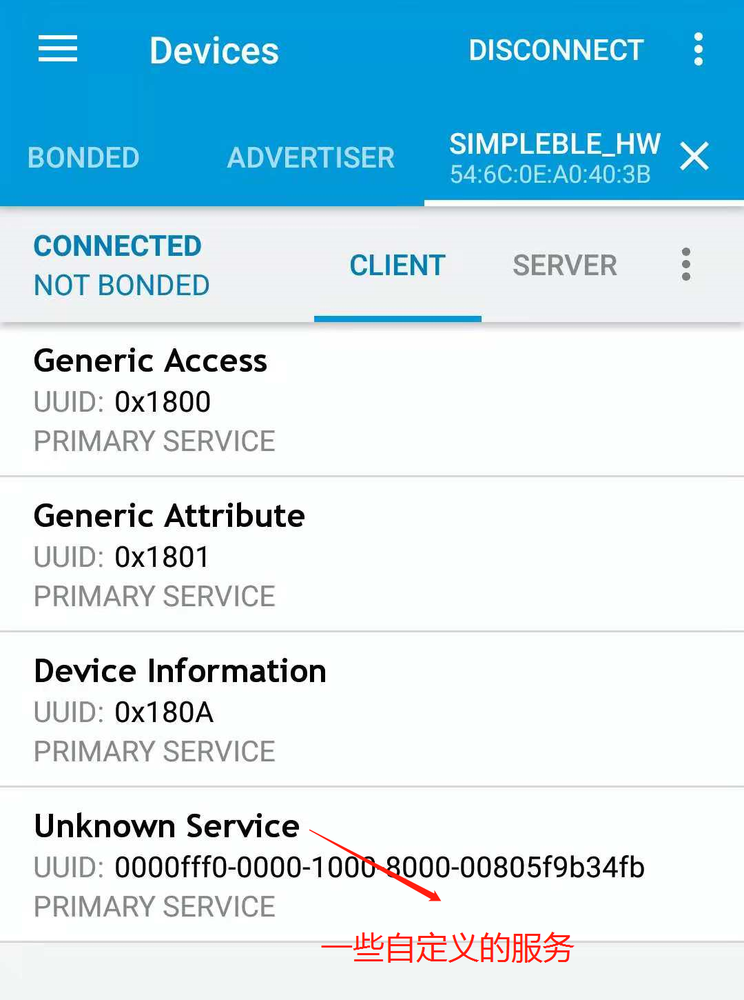 Devices
DISCONNECT
BONDED
ADVERTISER
SIMPLEBLE_HW
54:6C:0E:A0:40:3B
CONNECTED
NOT BONDED
CLIENT
SERVER
Generic Access
UUID: 0x1800
PRIMARY SERVICE
Generic Attribute
UUID: 0x1801
PRIMARY SERVICE
Device Information
UUID: 0x180A
PRIMARY SERVICE
Unknown Service
UUID: 0000fff0-0000-1000-8000-00805f9b34fb
PRIMARY SERVICE
一些自定义的服务